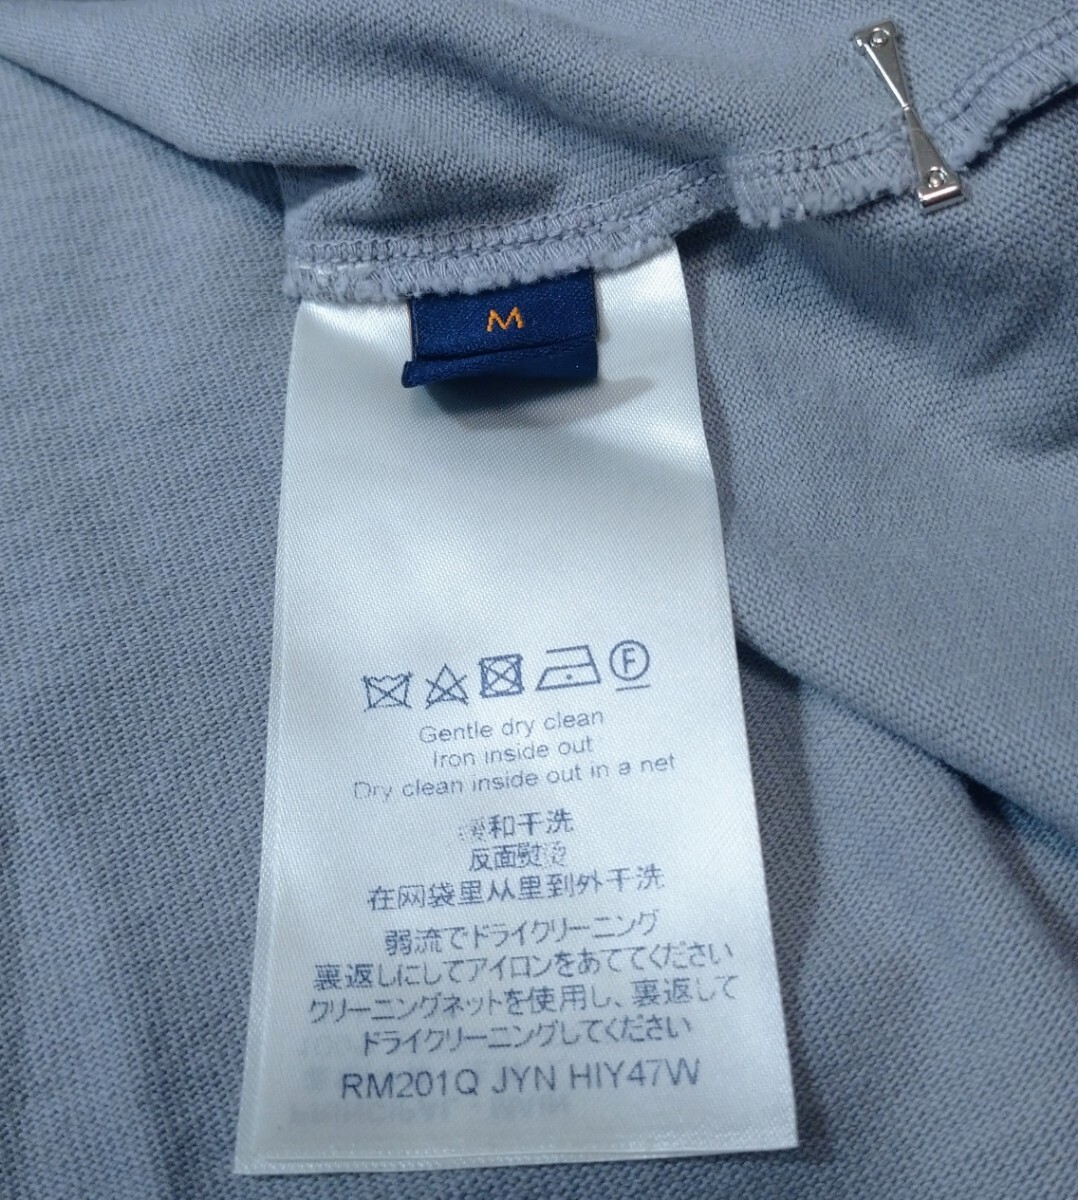 M
F
Gentle dry clean
Iron inside out
Dry clean inside out in a net
缓和干洗
反面熨烫
在网袋里从里到外干洗
弱流でドライクリーニング
裏返しにしてアイロンをあててください
クリーニングネットを使用し、裏返して
ドライクリーニングしてください
RM201Q JYN HIY47W